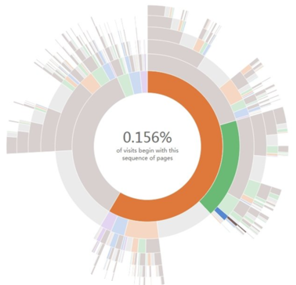 0.156%
of visits begin with this
sequence of pages